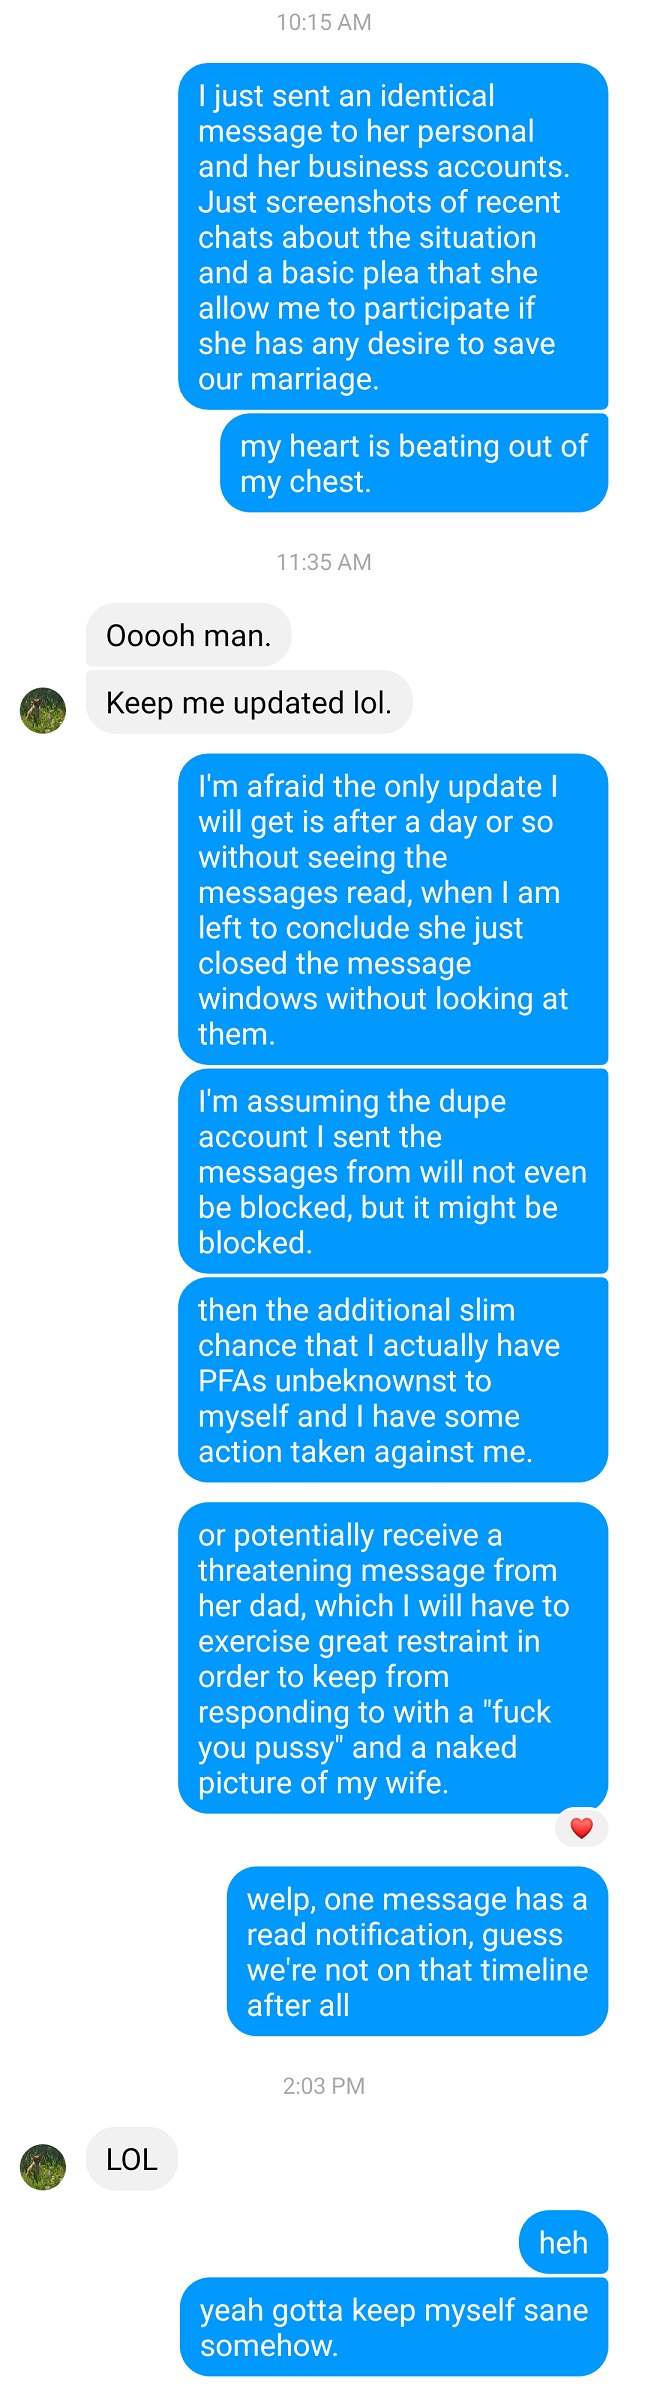 10:15 AM
I just sent an identical
message to her personal
and her business accounts.
Just screenshots of recent
chats about the situation
and a basic plea that she
allow me to participate if
she has any desire to save
our marriage.
my heart is beating out of
my chest.
11:35 AM
Ooooh man.
Keep me updated lol.
I'm afraid the only update I
will get is after a day or so
without seeing the
messages read, when I am
left to conclude she just
closed the message
windows without looking at
them.
I'm assuming the dupe
account I sent the
messages from will not even
be blocked, but it might be
blocked.
then the additional slim
chance that I actually have
PFAs unbeknownst to
myself and I have some
action taken against me.
or potentially receive a
threatening message from
her dad, which I will have to
exercise great restraint in
order to keep from
responding to with a "fuck
you pussy" and a naked
picture of my wife.
welp, one message has a
read notification, guess
we're not on that timeline
after all
2:03 PM
LOL
heh
yeah gotta keep myself sane
somehow.